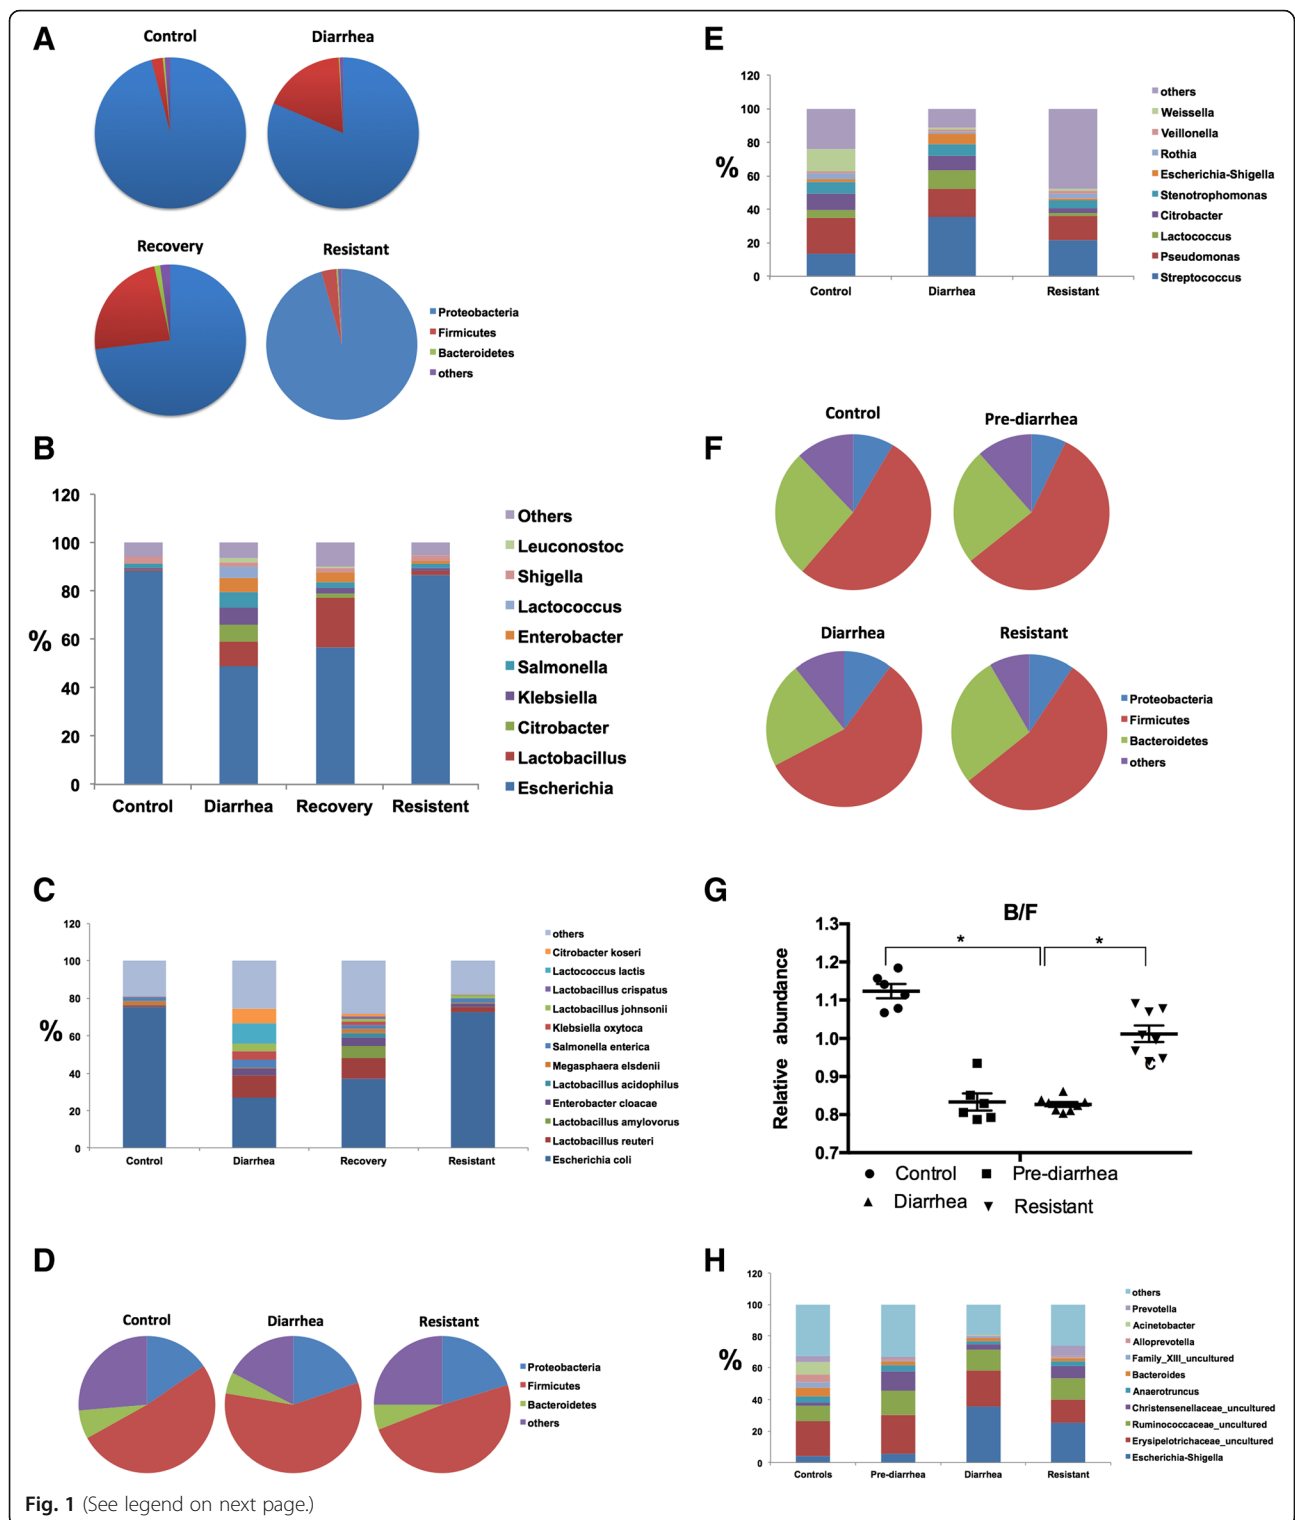 A
Control
Diarrhea
Recovery
Resistant
Proteobacteria
Firmicutes
Bacteroidetes
others
B
120
100
80
60
40
20
0
%
Control
Diarrhea
Recovery
Resistent
Others
Leuconostoc
Shigella
Lactococcus
Enterobacter
Salmonella
Klebsiella
Citrobacter
Lactobacillus
Escherichia
C
120
100
80
60
40
20
0
%
Control
Diarrhea
Recovery
Resistant
others
Citrobacter koseri
Lactococcus lactis
Lactobacillus crispatus
Lactobacillus johnsonii
Klebsiella oxytoca
Salmonella enterica
Megasphaera elsdenii
Lactobacillus acidophilus
Enterobacter cloacae
Lactobacillus amylovorus
Lactobacillus reuteri
Escherichia coli
D
Control
Diarrhea
Resistant
Proteobacteria
Firmicutes
Bacteroidetes
others
E
120
100
80
60
40
20
0
%
Control
Diarrhea
Resistant
others
Weissella
Veillonella
Rothia
Escherichia-Shigella
Stenotrophomonas
Citrobacter
Lactococcus
Pseudomonas
Streptococcus
F
Control
Pre-diarrhea
Diarrhea
Resistant
Proteobacteria
Firmicutes
Bacteroidetes
others
G
B/F
Relative abundance
1.3
1.2
1.1
1.0
0.9
0.8
0.7
*
*
Control
Pre-diarrhea
Diarrhea
Resistant
H
120
100
80
60
40
20
0
%
Controls
Pre-diarrhea
Diarrhea
Resistant
others
Prevotella
Acinetobacter
Alloprevotella
Family_XIII_uncultured
Bacteroides
Anaerotruncus
Christensenellaceae_uncultured
Ruminococcaceae_uncultured
Erysipelotrichaceae_uncultured
Escherichia-Shigella
Fig. 1 (See legend on next page.)